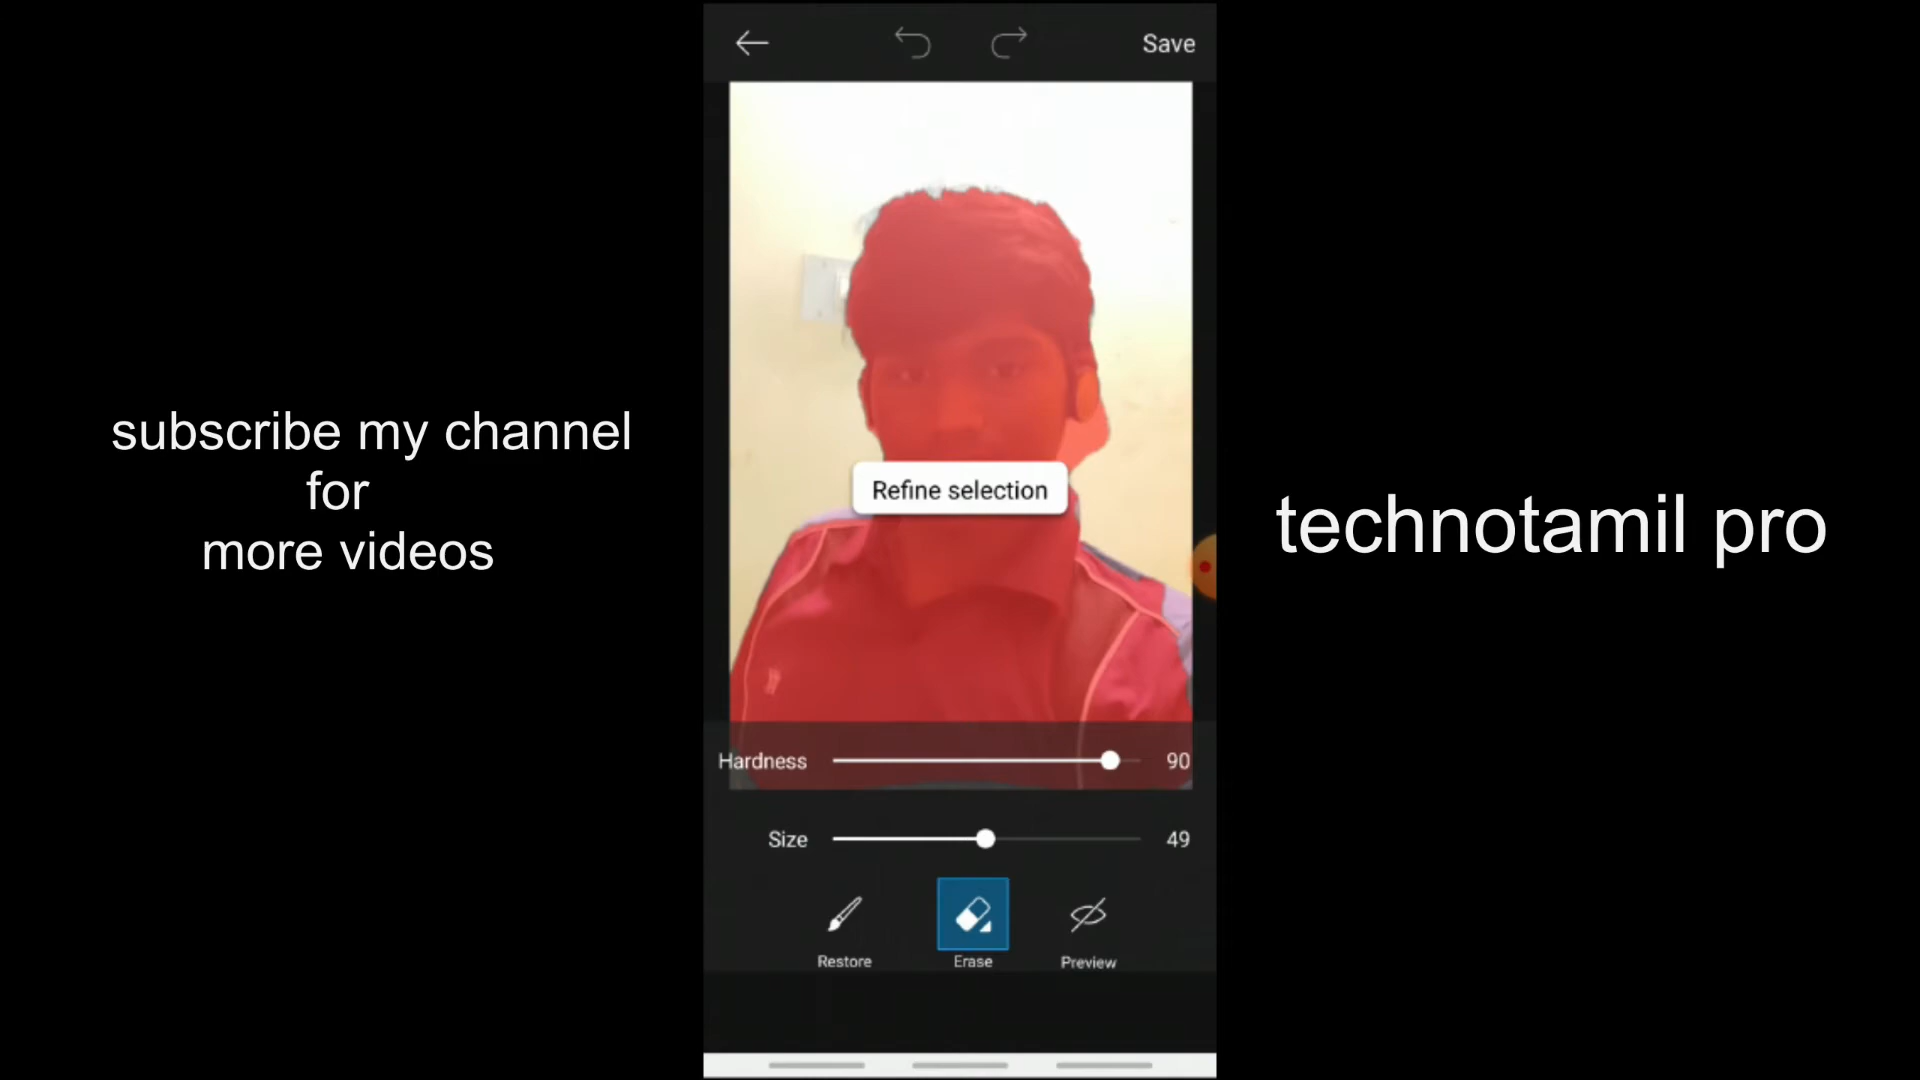 Save
subscribe my channel
for
more videos
Refine selection
technotamil pro
Hardness 90
Size 49
Restore Erase Preview